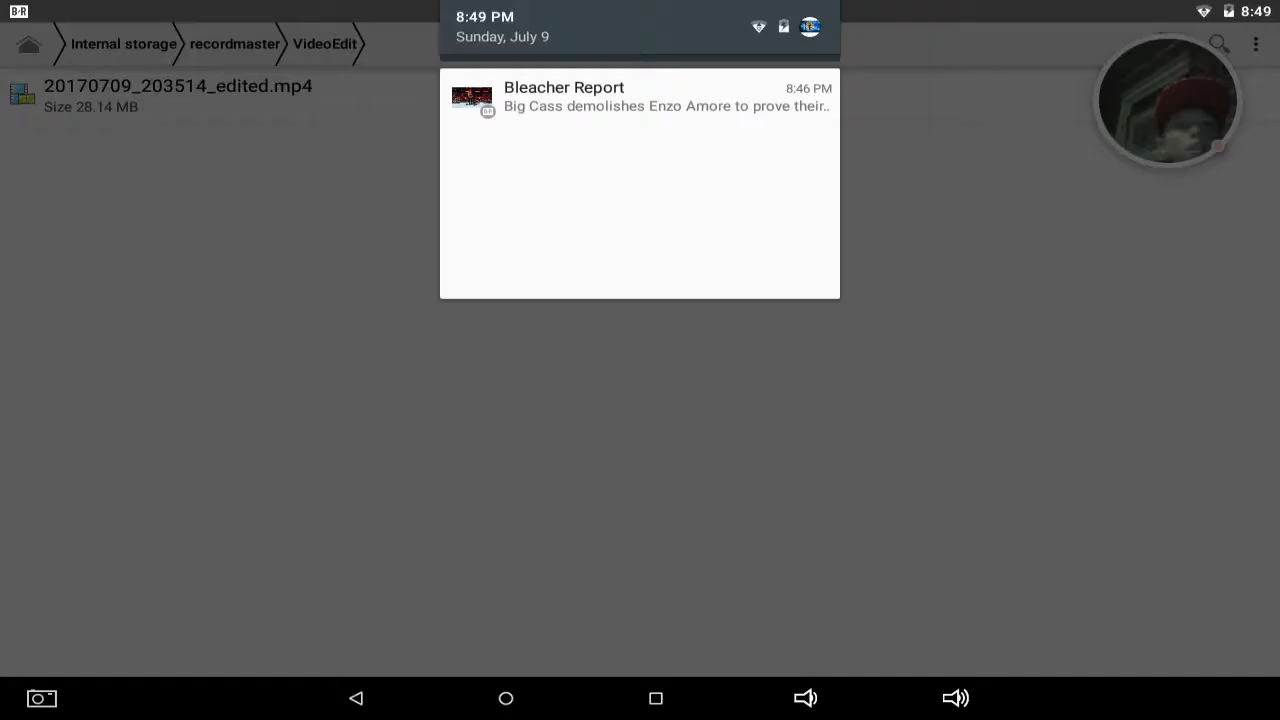 B-R
8:49
Internal storage
recordmaster
VideoEdit
20170709_203514_edited.mp4
Size 28.14 MB
8:49 PM
Sunday, July 9
Bleacher Report
8:46 PM
Big Cass demolishes Enzo Amore to prove their..